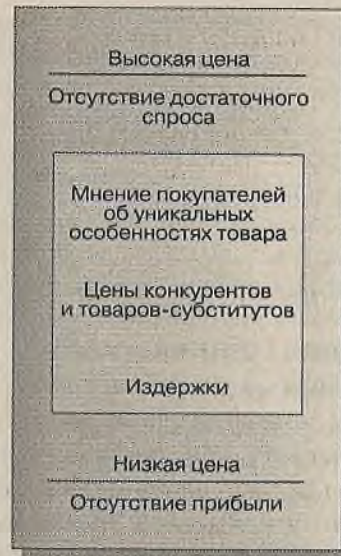 Высокая цена
Отсутствие достаточного
спроса
Мнение покупателей
об уникальных
особенностях товара
Цены конкурентов
и товаров-субститутов
Издержки
Низкая цена
Отсутствие прибыли